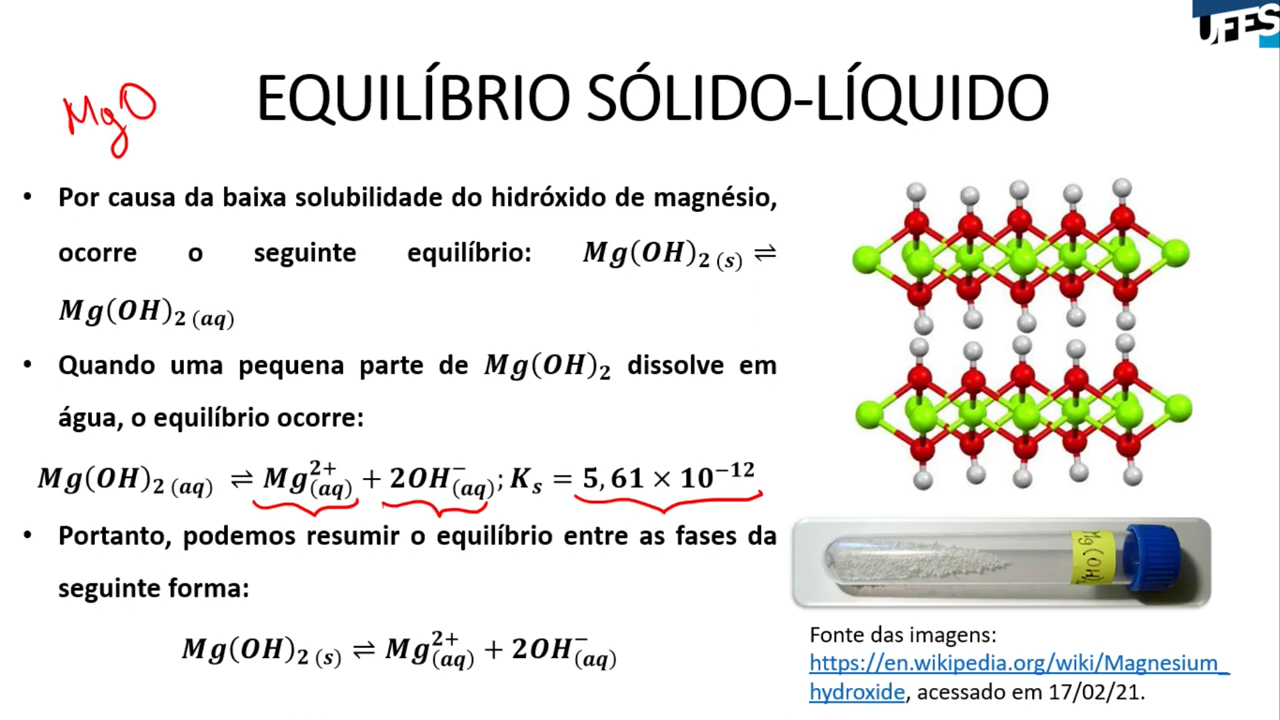 UFES
MgO
EQUILÍBRIO SÓLIDO-LÍQUIDO
• Por causa da baixa solubilidade do hidróxido de magnésio,
ocorre o seguinte equilíbrio: Mg(OH)₂ ₍s₎ ⇌
Mg(OH)₂ (aq)
• Quando uma pequena parte de Mg(OH)₂ dissolve em
água, o equilíbrio ocorre:
Mg(OH)₂ (aq) ⇌ Mg²⁺(aq) + 2OH⁻(aq); Kₛ = 5,61 × 10⁻¹²
• Portanto, podemos resumir o equilíbrio entre as fases da
seguinte forma:
Mg(OH)₂ (s) ⇌ Mg²⁺(aq) + 2OH⁻(aq)
Mg(OH)
Fonte das imagens:
https://en.wikipedia.org/wiki/Magnesium_
hydroxide, acessado em 17/02/21.